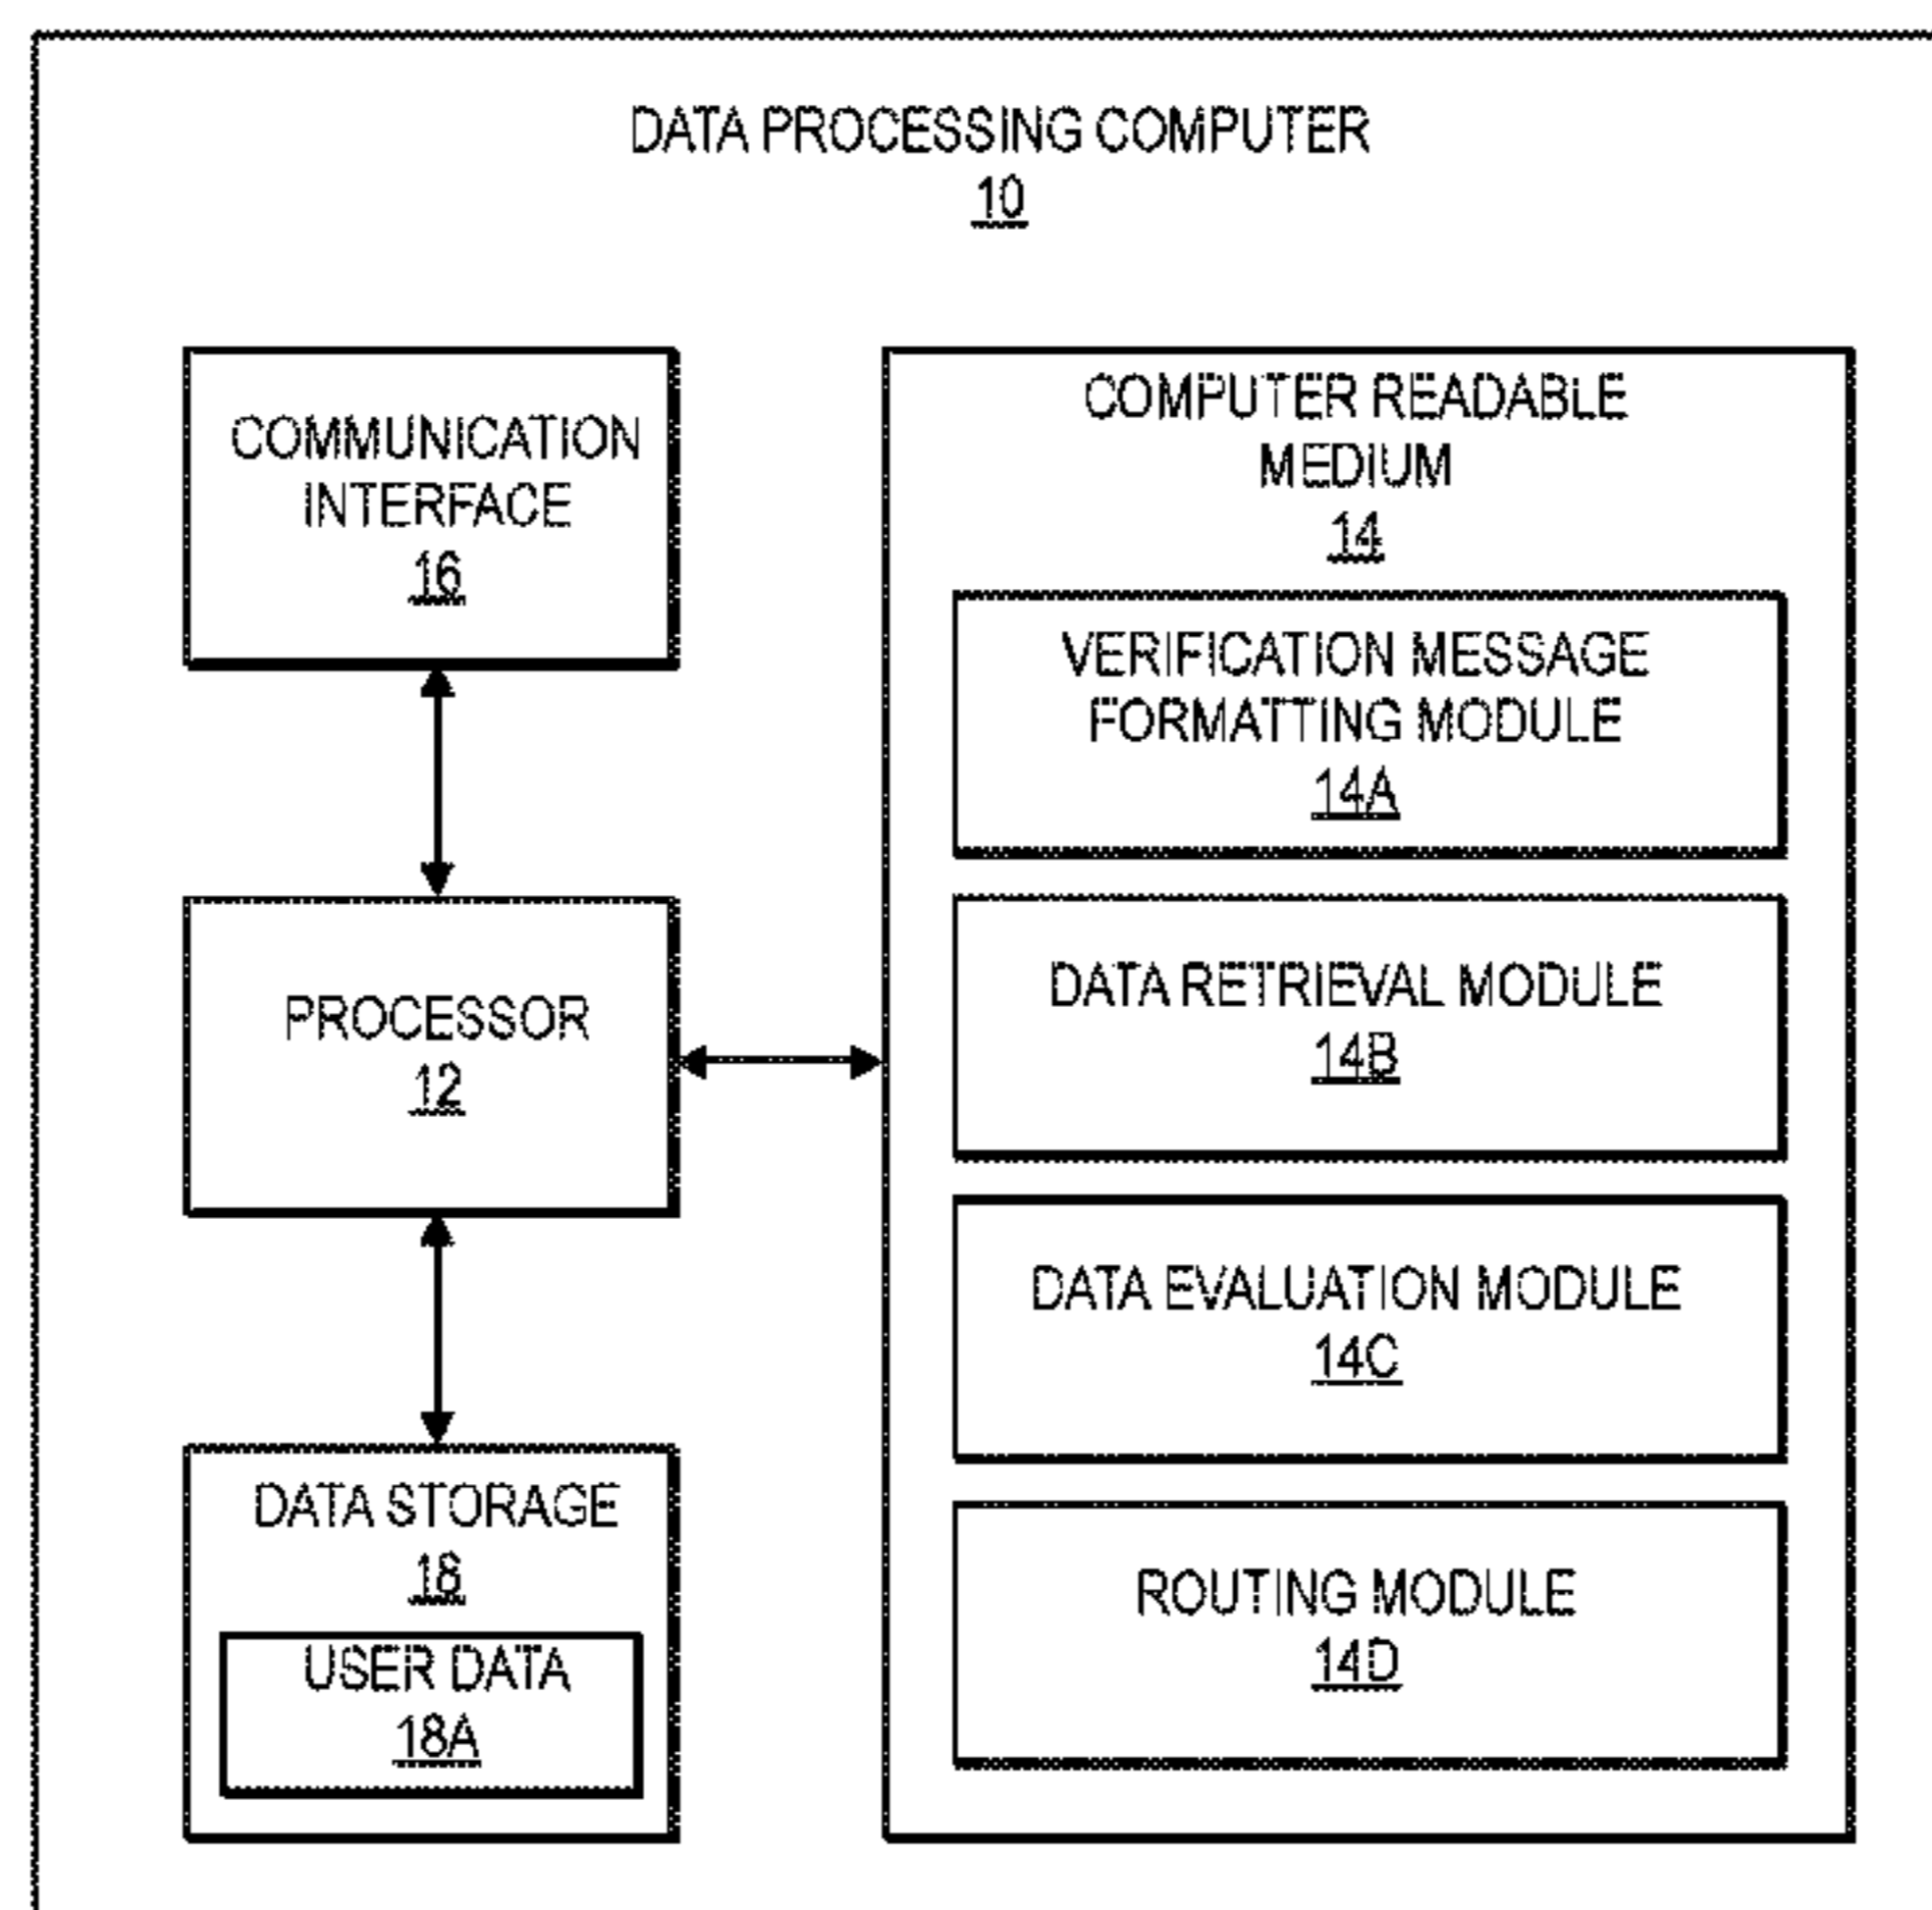 DATA PROCESSING COMPUTER
10
COMMUNICATION
INTERFACE
16
PROCESSOR
12
DATA STORAGE
18
USER DATA
18A
COMPUTER READABLE
MEDIUM
14
VERIFICATION MESSAGE
FORMATTING MODULE
14A
DATA RETRIEVAL MODULE
14B
DATA EVALUATION MODULE
14C
ROUTING MODULE
14D